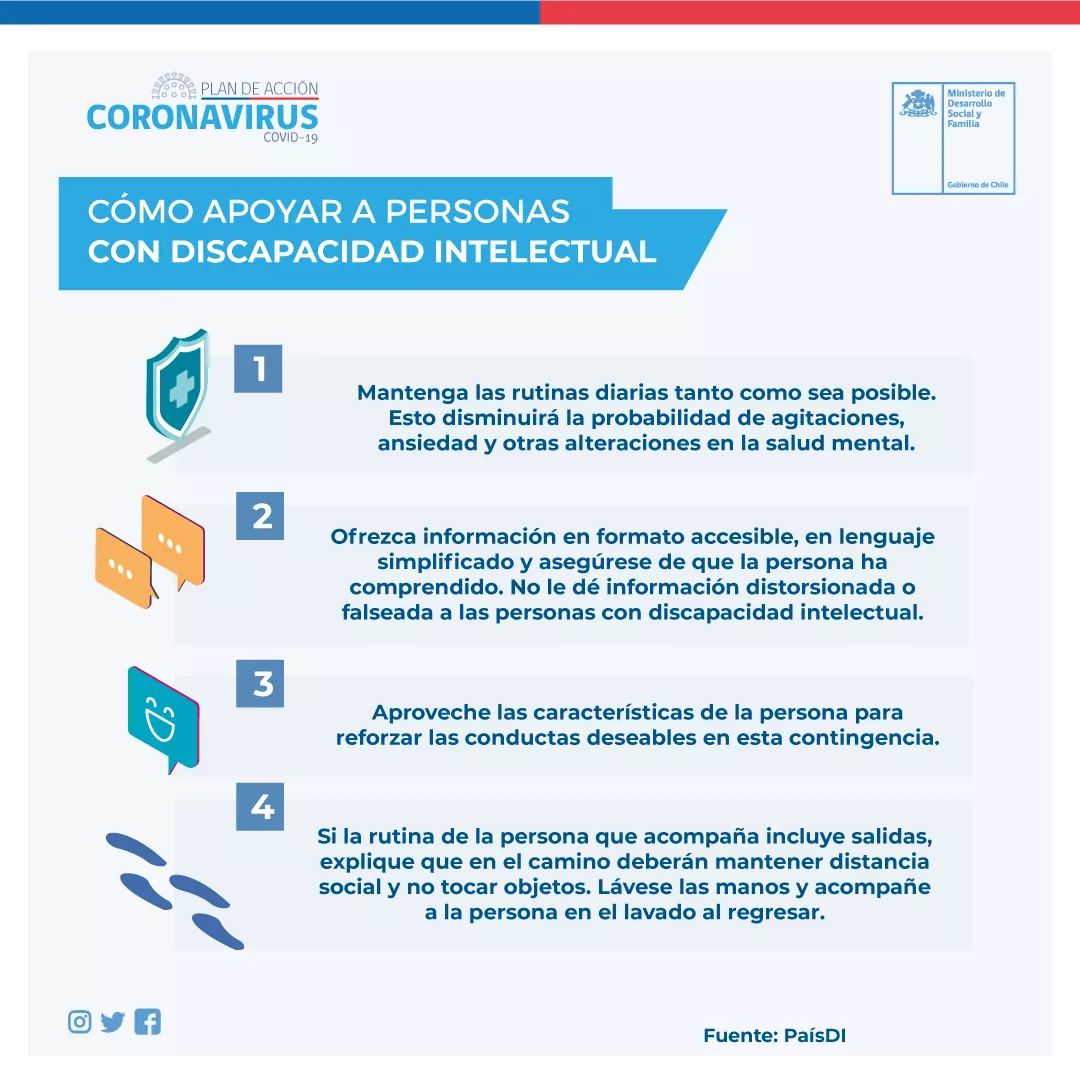 PLAN DE ACCIÓN
CORONAVIRUS
COVID-19
Ministerio de
Desarrollo
Social y
Familia
Gobierno de Chile
CÓMO APOYAR A PERSONAS
CON DISCAPACIDAD INTELECTUAL
1
Mantenga las rutinas diarias tanto como sea posible.
Esto disminuirá la probabilidad de agitaciones,
ansiedad y otras alteraciones en la salud mental.
2
Ofrezca información en formato accesible, en lenguaje
simplificado y asegúrese de que la persona ha
comprendido. No le dé información distorsionada o
falseada a las personas con discapacidad intelectual.
3
Aproveche las características de la persona para
reforzar las conductas deseables en esta contingencia.
4
Si la rutina de la persona que acompaña incluye salidas,
explique que en el camino deberán mantener distancia
social y no tocar objetos. Lávese las manos y acompañe
a la persona en el lavado al regresar.
Fuente: PaísDI